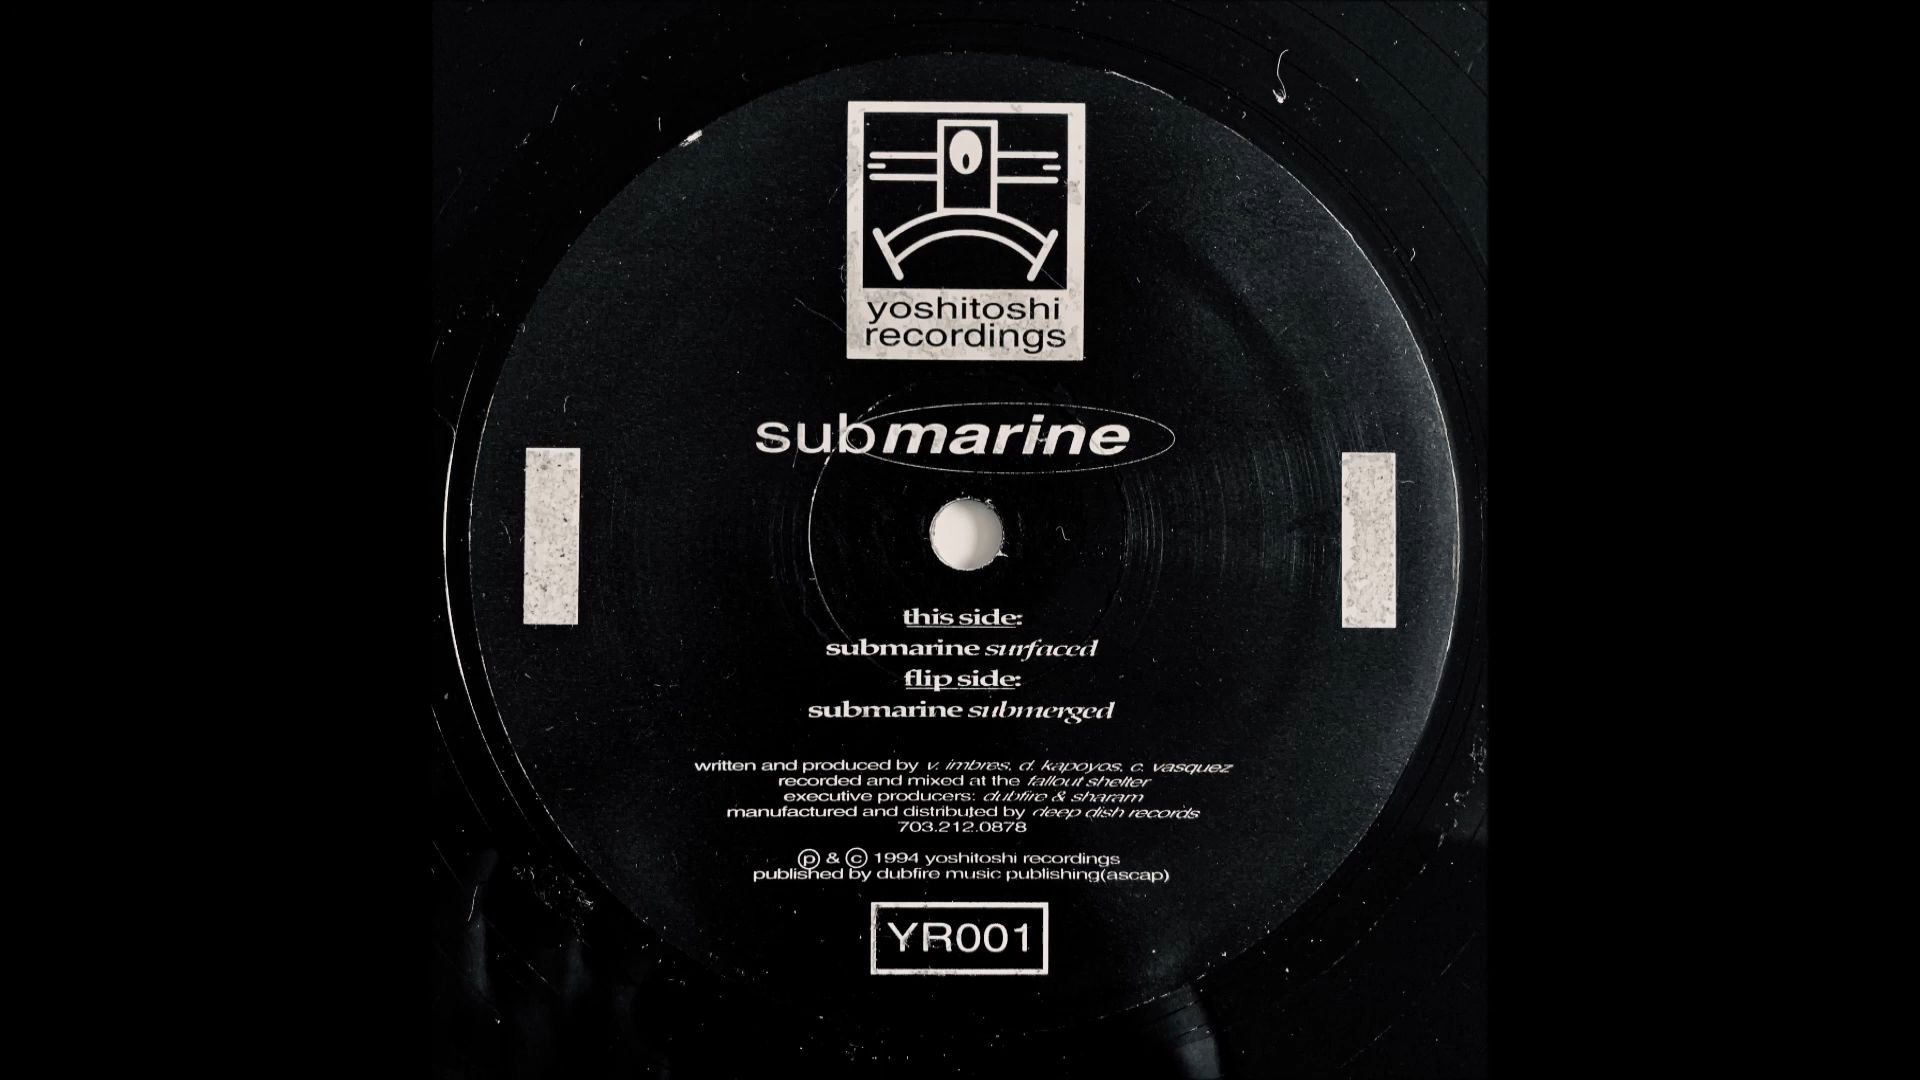 yoshitoshi
recordings
submarine
this side:
submarine surfaced
flip side:
submarine submerged
written and produced by v. imbres, d. kapoyos, c. vasquez
recorded and mixed at the fallout shelter
executive producers: dubfire & sharam
manufactured and distributed by deep dish records
703.212.0878
℗ & © 1994 yoshitoshi recordings
published by dubfire music publishing(ascap)
YR001